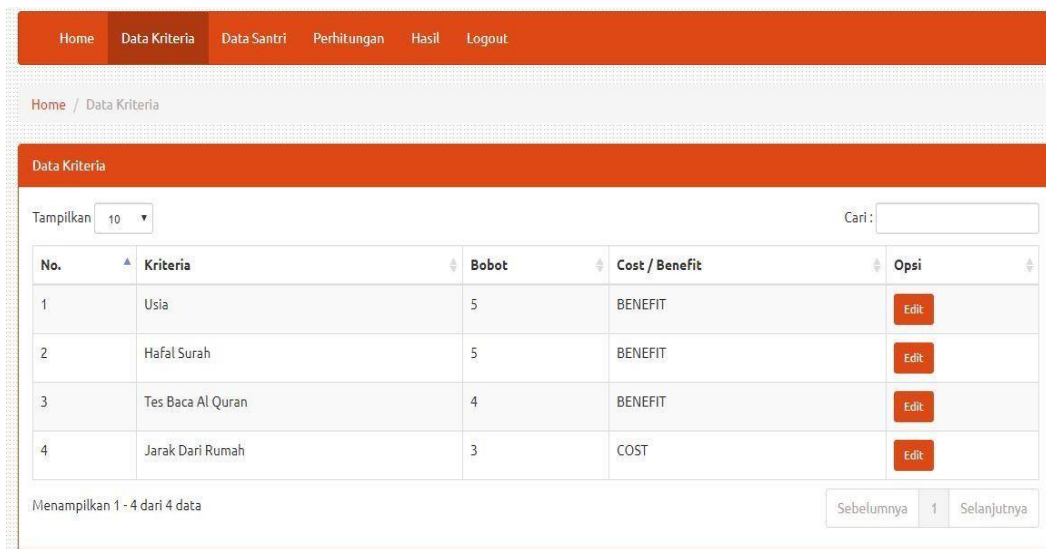 Home Data Kriteria Data Santri Perhitungan Hasil Logout
Home / Data Kriteria
Data Kriteria
Tampilkan 10 Cari :
No. Kriteria Bobot Cost / Benefit Opsi
1 Usia 5 BENEFIT Edit
2 Hafal Surah 5 BENEFIT Edit
3 Tes Baca Al Quran 4 BENEFIT Edit
4 Jarak Dari Rumah 3 COST Edit
Menampilkan 1 - 4 dari 4 data Sebelumnya 1 Selanjutnya